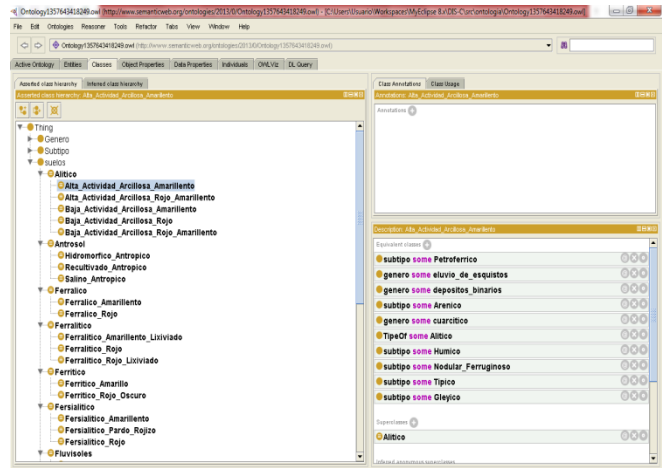 Ontology1357643418249.owl (http://www.semanticweb.org/ontologies/2013/0/Ontology1357643418249.owl) - [C:\Users\Usuario\Workspaces\MyEclipse 8.x\DIS-C\src\ontologia\Ontology1357643418249.owl]
File Edit Ontologies Reasoner Tools Refactor Tabs View Window Help
Ontology1357643418249.owl (http://www.semanticweb.org/ontologies/2013/0/Ontology1357643418249.owl)
Active Ontology Entities Classes Object Properties Data Properties Individuals OWLViz DL Query
Asserted class hierarchy Inferred class hierarchy
Asserted class hierarchy: Alta_Actividad_Arcillosa_Amarillento
Thing
Genero
Subtipo
suelos
Alitico
Alta_Actividad_Arcillosa_Amarillento
Alta_Actividad_Arcillosa_Rojo_Amarillento
Baja_Actividad_Arcillosa_Amarillento
Baja_Actividad_Arcillosa_Rojo
Baja_Actividad_Arcillosa_Rojo_Amarillento
Antrosol
Hidromorfico_Antropico
Recultivado_Antropico
Salino_Antropico
Ferralico
Ferralico_Amarillento
Ferralico_Rojo
Ferralitico
Ferralitico_Amarillento_Lixiviado
Ferralitico_Rojo
Ferralitico_Rojo_Lixiviado
Ferritico
Ferritico_Amarillo
Ferritico_Rojo_Oscuro
Fersialitico
Fersialitico_Amarillento
Fersialitico_Pardo_Rojizo
Fersialitico_Rojo
Fluvisoles
Class Annotations Class Usage
Annotations: Alta_Actividad_Arcillosa_Amarillento
Annotations
Description: Alta_Actividad_Arcillosa_Amarillento
Equivalent classes
subtipo some Petroferrico
genero some eluvio_de_esquistos
genero some depositos_binarios
subtipo some Arenico
genero some cuarcitico
TipeOf some Alitico
subtipo some Humico
subtipo some Nodular_Ferruginoso
subtipo some Tipico
subtipo some Gleyico
Superclasses
Alitico
Inferred anonymous superclasses